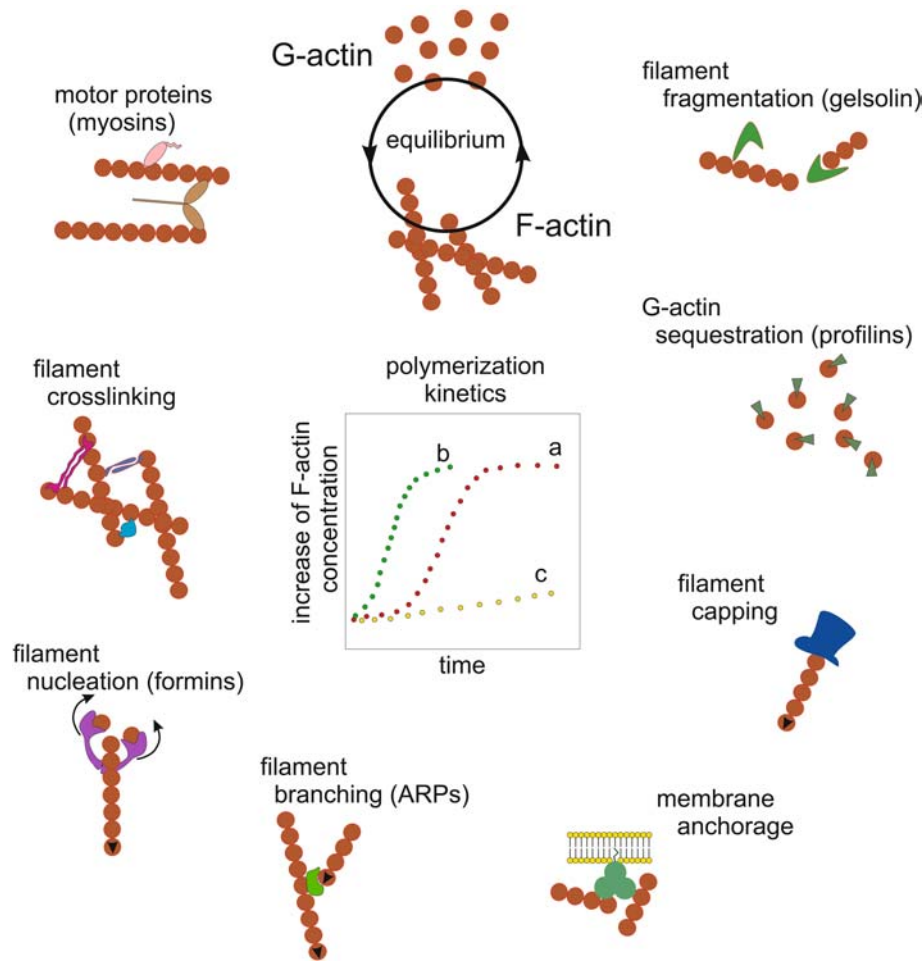 G-actin
equilibrium
F-actin
motor proteins
(myosins)
filament
fragmentation (gelsolin)
G-actin
sequestration (profilins)
filament
crosslinking
polymerization
kinetics
b
a
c
increase of F-actin
concentration
time
filament
capping
filament
nucleation (formins)
filament
branching (ARPs)
membrane
anchorage